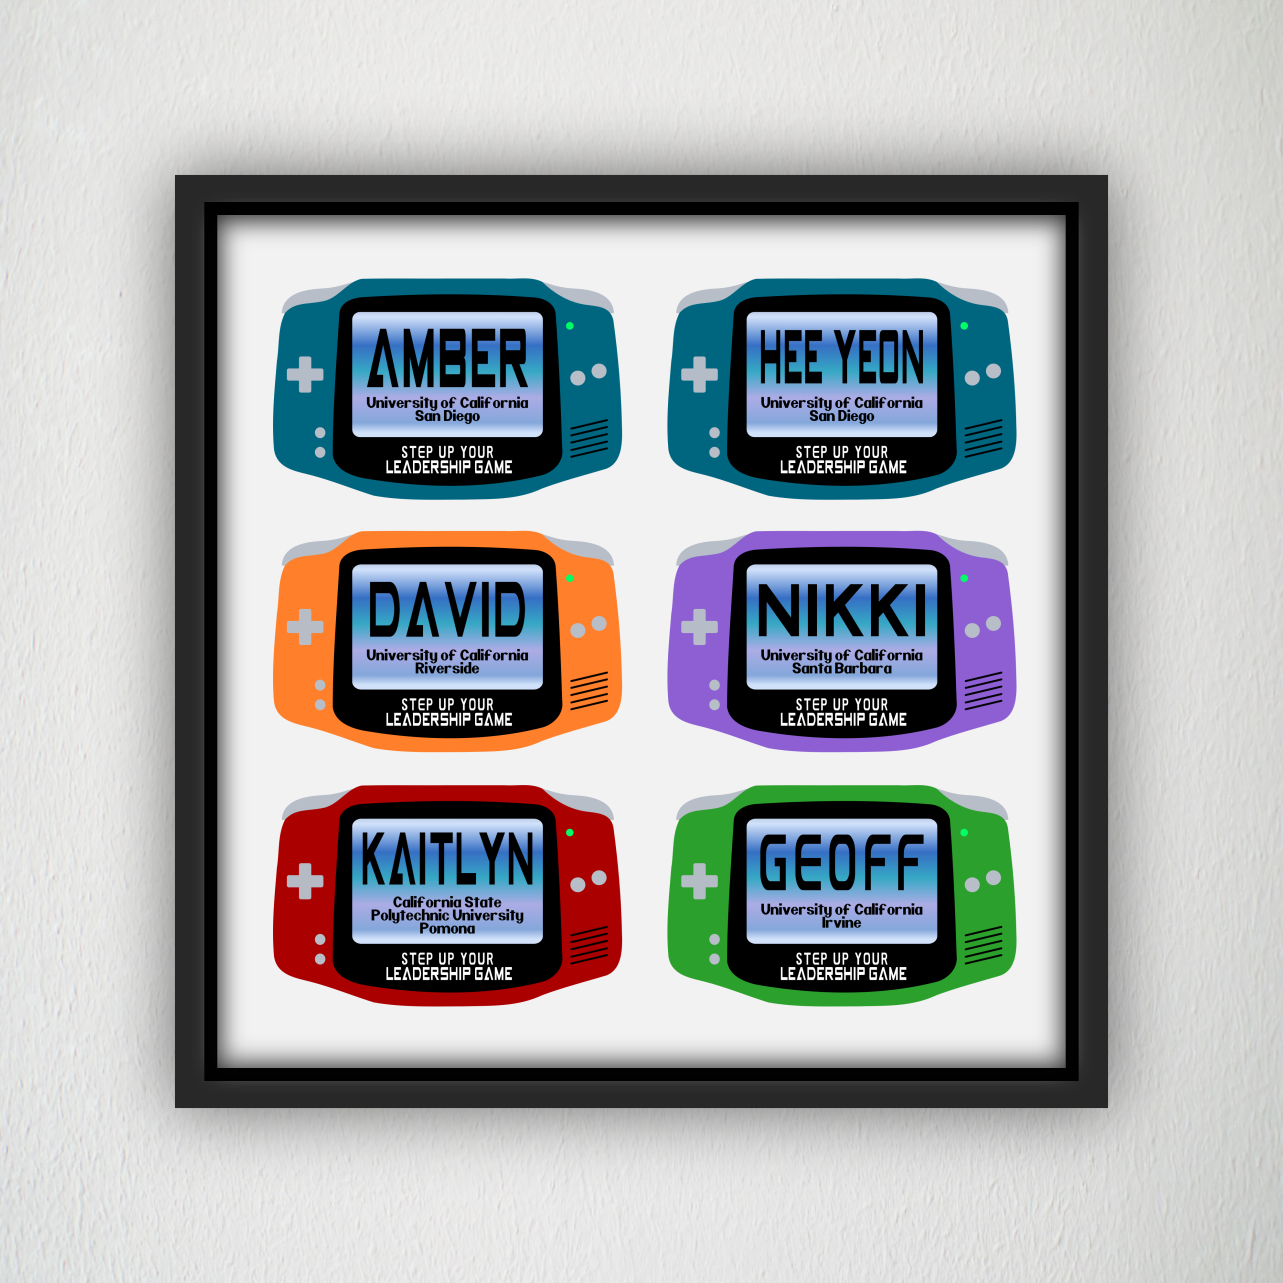 AMBER
University of California
San Diego
STEP UP YOUR
LEADERSHIP GAME
HEE YEON
University of California
San Diego
STEP UP YOUR
LEADERSHIP GAME
DAVID
University of California
Riverside
STEP UP YOUR
LEADERSHIP GAME
NIKKI
University of California
Santa Barbara
STEP UP YOUR
LEADERSHIP GAME
KAITLYN
California State
Polytechnic University
Pomona
STEP UP YOUR
LEADERSHIP GAME
GEOFF
University of California
Irvine
STEP UP YOUR
LEADERSHIP GAME